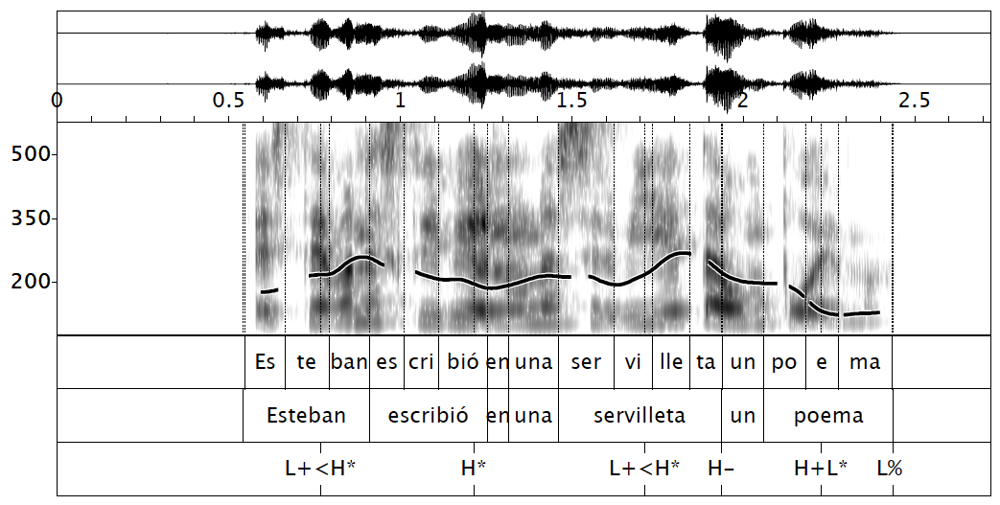 0 0.5 1 1.5 2 2.5
500
350
200
Es te ban es cri bió en una ser vi lle ta un po e ma
Esteban escribió en una servilleta un poema
L+<H* H* L+<H* H– H+L* L%